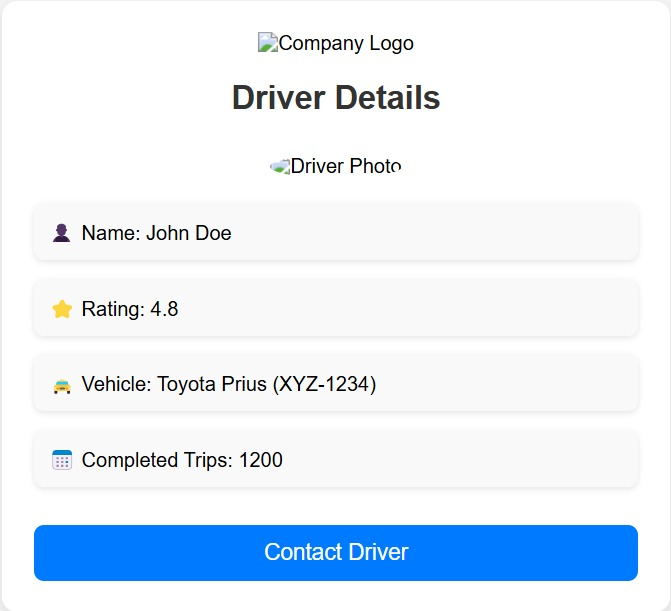 Company Logo
Driver Details
Driver Photo
Name: John Doe
Rating: 4.8
Vehicle: Toyota Prius (XYZ-1234)
Completed Trips: 1200
Contact Driver